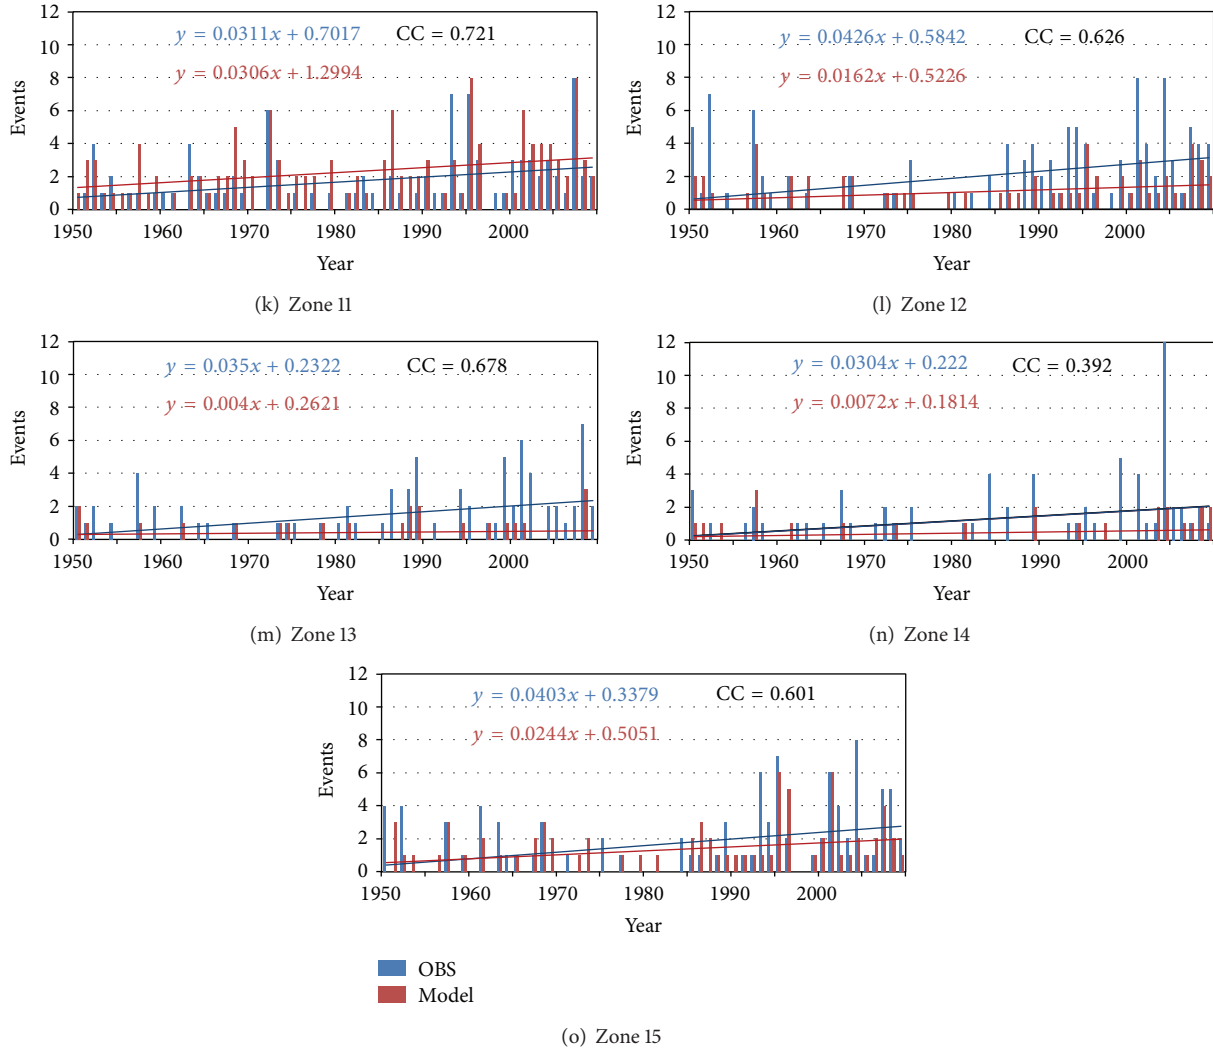 12
10
8
6
4
2
0
Events
y = 0.0311x + 0.7017 CC = 0.721
y = 0.0306x + 1.2994
1950 1960 1970 1980 1990 2000
Year
(k) Zone 11
12
10
8
6
4
2
0
Events
y = 0.0426x + 0.5842 CC = 0.626
y = 0.0162x + 0.5226
1950 1960 1970 1980 1990 2000
Year
(l) Zone 12
12
10
8
6
4
2
0
Events
y = 0.035x + 0.2322 CC = 0.678
y = 0.004x + 0.2621
1950 1960 1970 1980 1990 2000
Year
(m) Zone 13
12
10
8
6
4
2
0
Events
y = 0.0304x + 0.222 CC = 0.392
y = 0.0072x + 0.1814
1950 1960 1970 1980 1990 2000
Year
(n) Zone 14
12
10
8
6
4
2
0
Events
y = 0.0403x + 0.3379 CC = 0.601
y = 0.0244x + 0.5051
1950 1960 1970 1980 1990 2000
Year
OBS
Model
(o) Zone 15